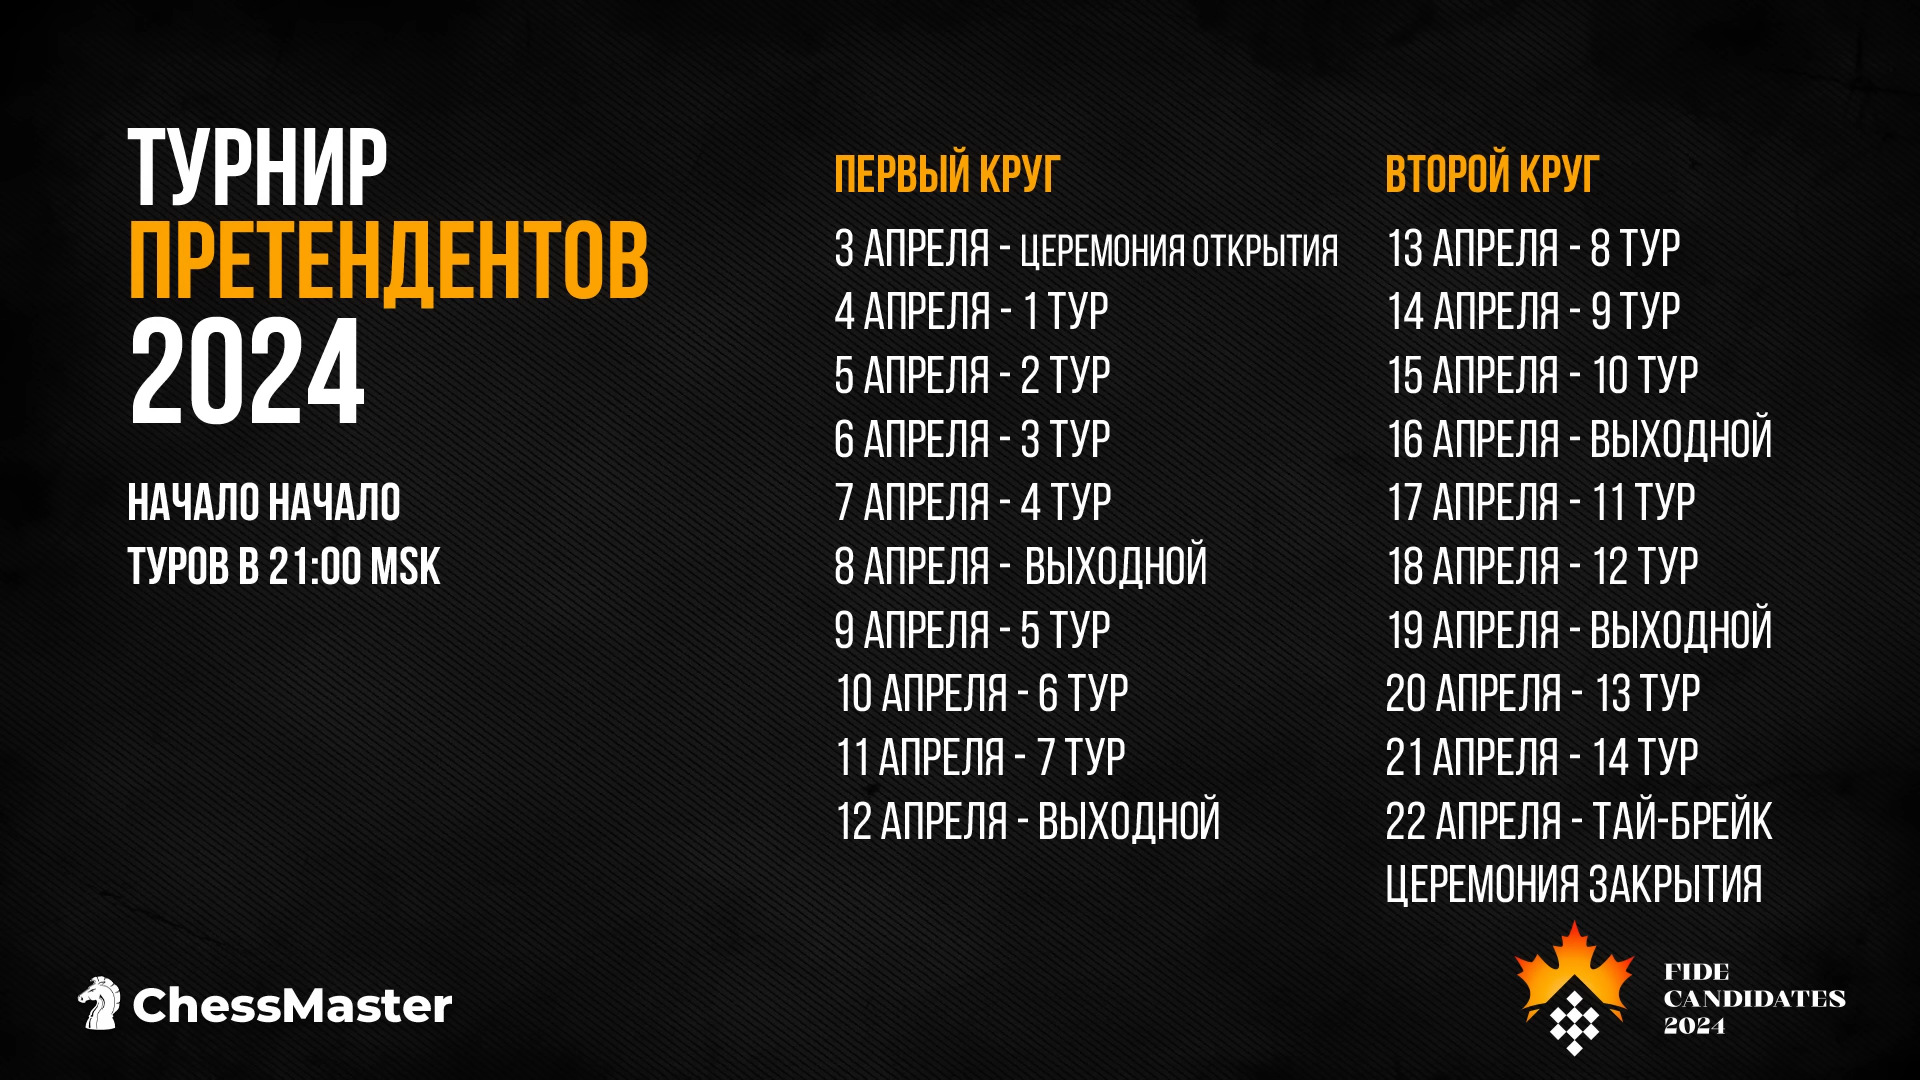 ТУРНИР
ПРЕТЕНДЕНТОВ
2024
НАЧАЛО НАЧАЛО
ТУРОВ В 21:00 MSK
ПЕРВЫЙ КРУГ
3 АПРЕЛЯ - ЦЕРЕМОНИЯ ОТКРЫТИЯ
4 АПРЕЛЯ - 1 ТУР
5 АПРЕЛЯ - 2 ТУР
6 АПРЕЛЯ - 3 ТУР
7 АПРЕЛЯ - 4 ТУР
8 АПРЕЛЯ - ВЫХОДНОЙ
9 АПРЕЛЯ - 5 ТУР
10 АПРЕЛЯ - 6 ТУР
11 АПРЕЛЯ - 7 ТУР
12 АПРЕЛЯ - ВЫХОДНОЙ
ВТОРОЙ КРУГ
13 АПРЕЛЯ - 8 ТУР
14 АПРЕЛЯ - 9 ТУР
15 АПРЕЛЯ - 10 ТУР
16 АПРЕЛЯ - ВЫХОДНОЙ
17 АПРЕЛЯ - 11 ТУР
18 АПРЕЛЯ - 12 ТУР
19 АПРЕЛЯ - ВЫХОДНОЙ
20 АПРЕЛЯ - 13 ТУР
21 АПРЕЛЯ - 14 ТУР
22 АПРЕЛЯ - ТАЙ-БРЕЙК
ЦЕРЕМОНИЯ ЗАКРЫТИЯ
ChessMaster
FIDE
CANDIDATES
2024